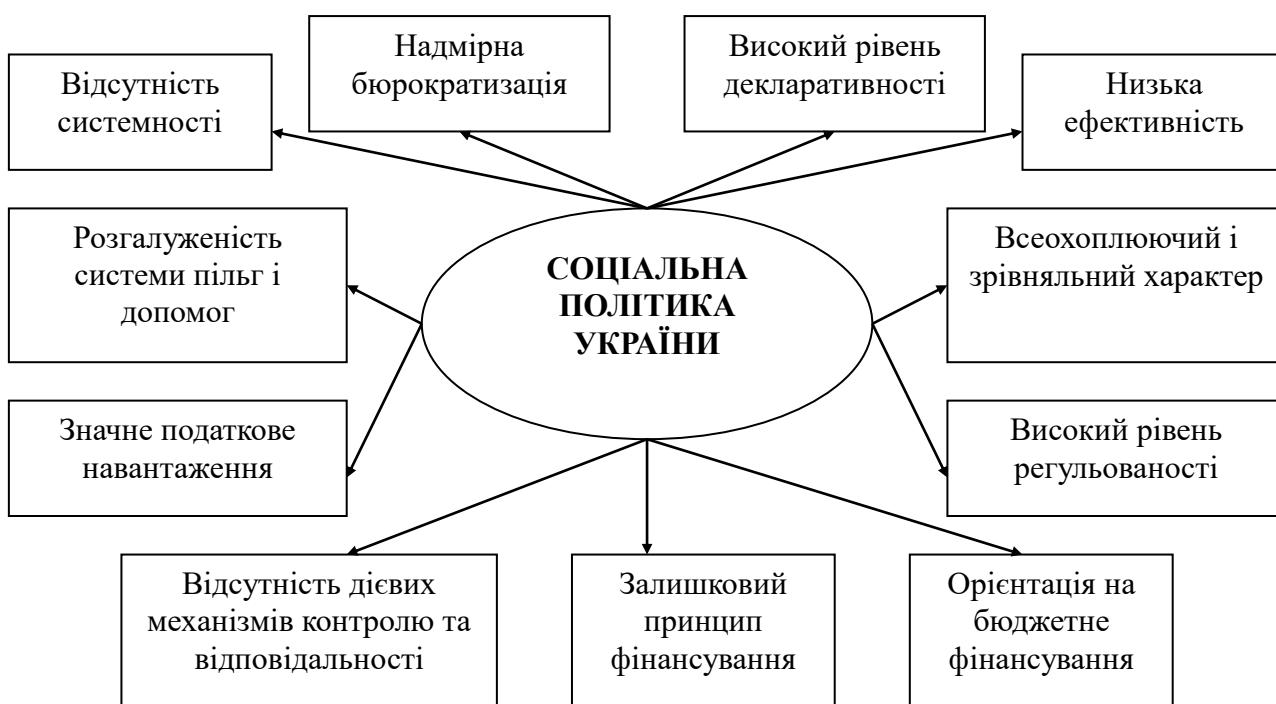 Відсутність
системності
Надмірна
бюрократизація
Високий рівень
декларативності
Низька
ефективність
Розгалуженість
системи пільг і
допомог
СОЦІАЛЬНА
ПОЛІТИКА
УКРАЇНИ
Всеохоплюючий і
зрівняльний характер
Значне податкове
навантаження
Високий рівень
регульованості
Відсутність дієвих
механізмів контролю та
відповідальності
Залишковий
принцип
фінансування
Орієнтація на
бюджетне
фінансування